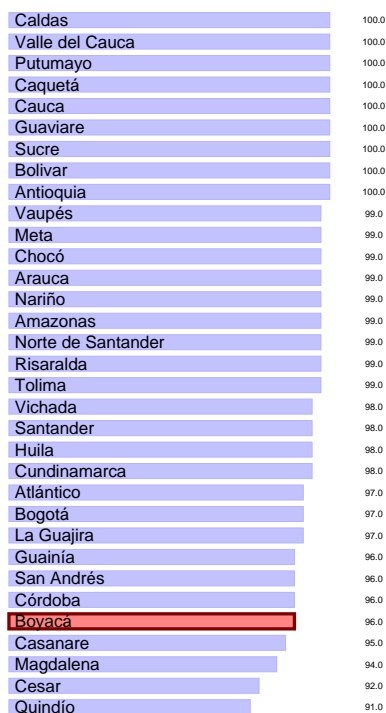 Caldas 100.0
Valle del Cauca 100.0
Putumayo 100.0
Caquetá 100.0
Cauca 100.0
Guaviare 100.0
Sucre 100.0
Bolivar 100.0
Antioquia 100.0
Vaupés 99.0
Meta 99.0
Chocó 99.0
Arauca 99.0
Nariño 99.0
Amazonas 99.0
Norte de Santander 99.0
Risaralda 99.0
Tolima 99.0
Vichada 98.0
Santander 98.0
Huila 98.0
Cundinamarca 98.0
Atlántico 97.0
Bogotá 97.0
La Guajira 97.0
Guainía 96.0
San Andrés 96.0
Córdoba 96.0
Boyacá 96.0
Casanare 95.0
Magdalena 94.0
Cesar 92.0
Quindío 91.0